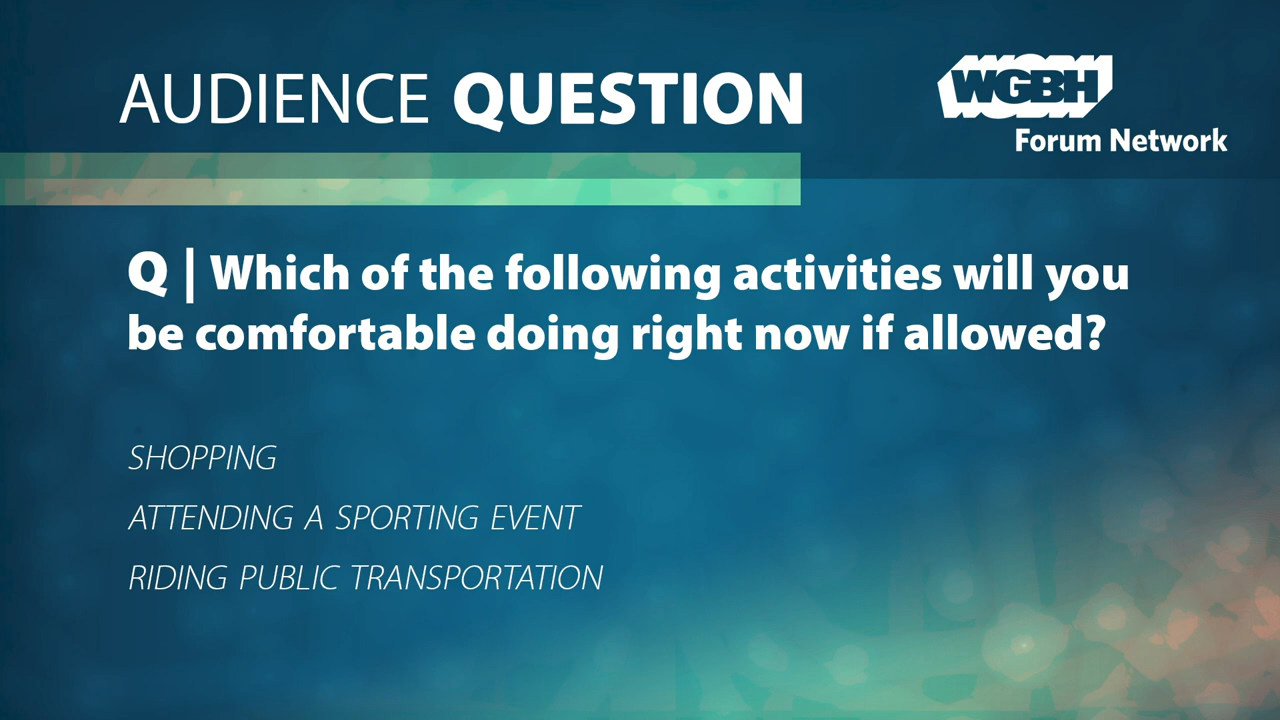 AUDIENCE QUESTION
WGBH
Forum Network
Q | Which of the following activities will you
be comfortable doing right now if allowed?
SHOPPING
ATTENDING A SPORTING EVENT
RIDING PUBLIC TRANSPORTATION